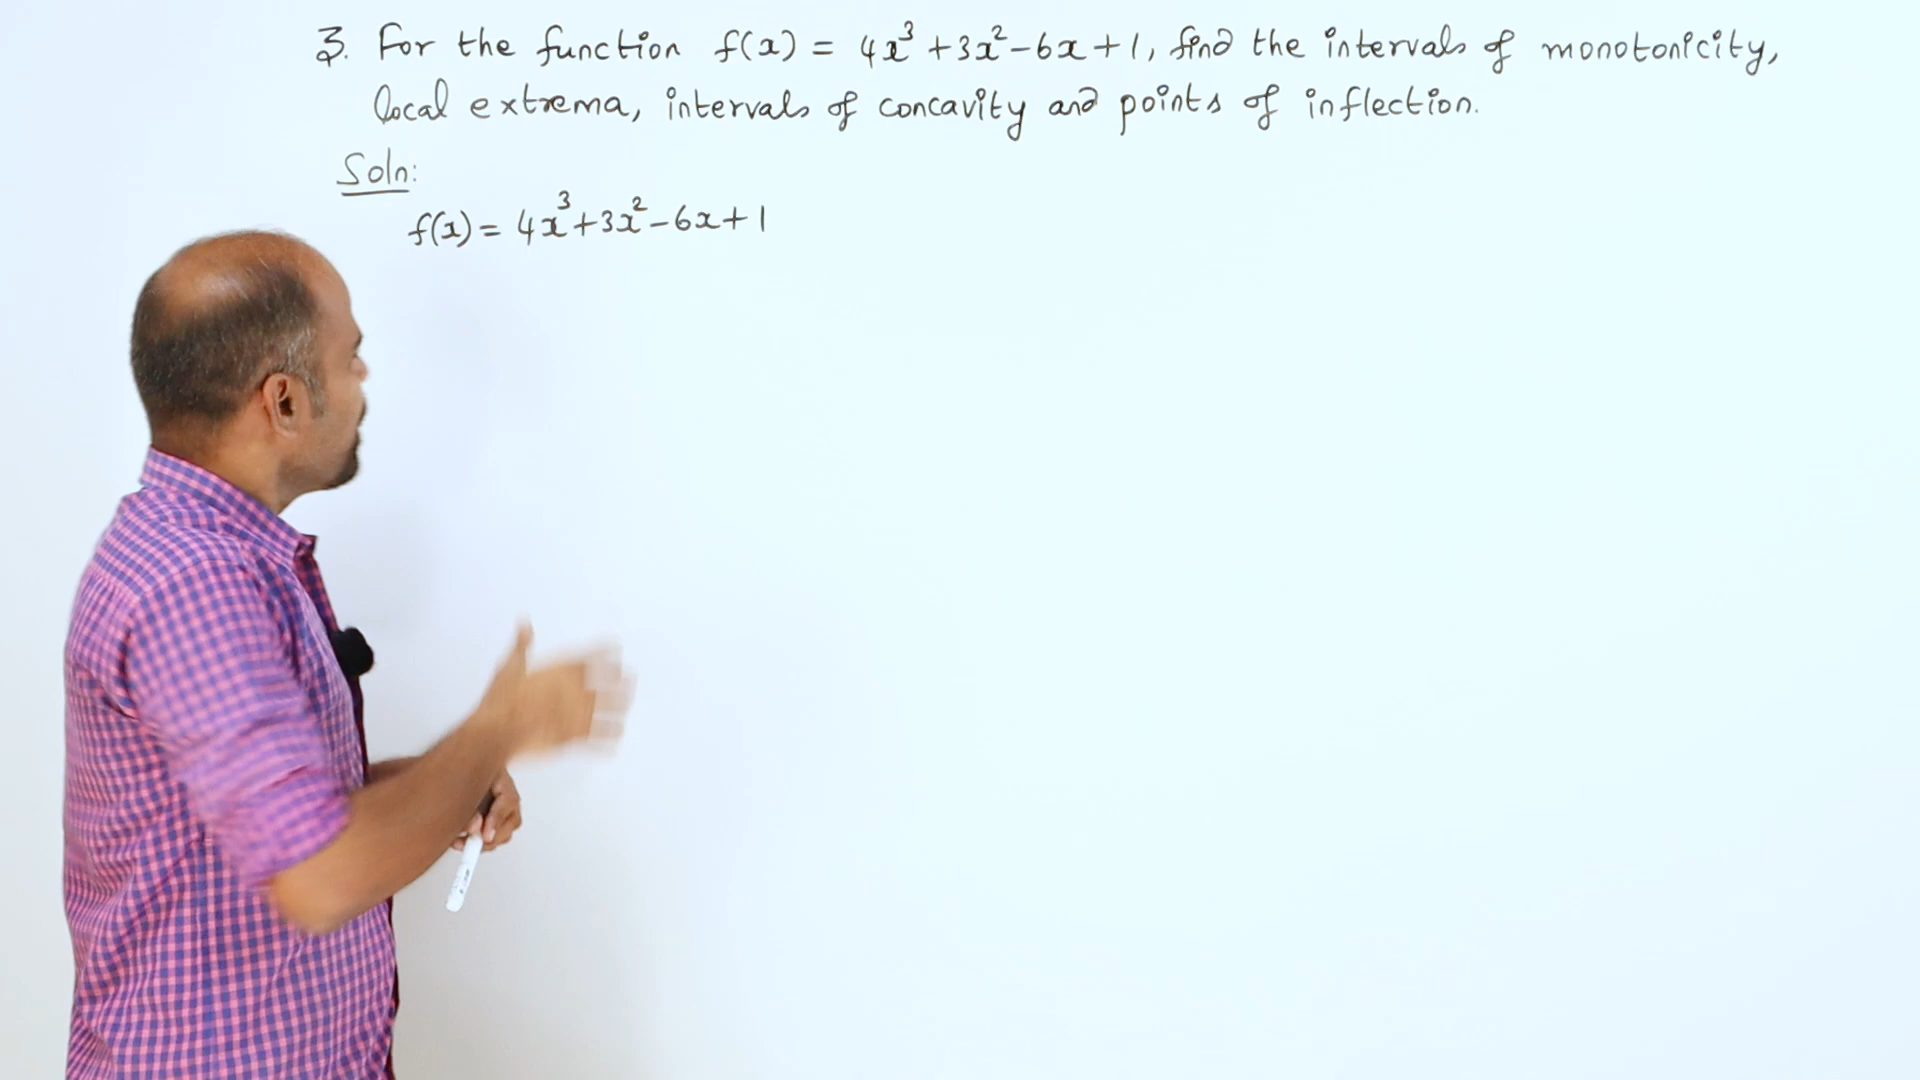 3. For the function f(x) = 4x³ + 3x² - 6x + 1, find the intervals of monotonicity,
local extrema, intervals of concavity and points of inflection.
Soln:
f(x) = 4x³ + 3x² - 6x + 1